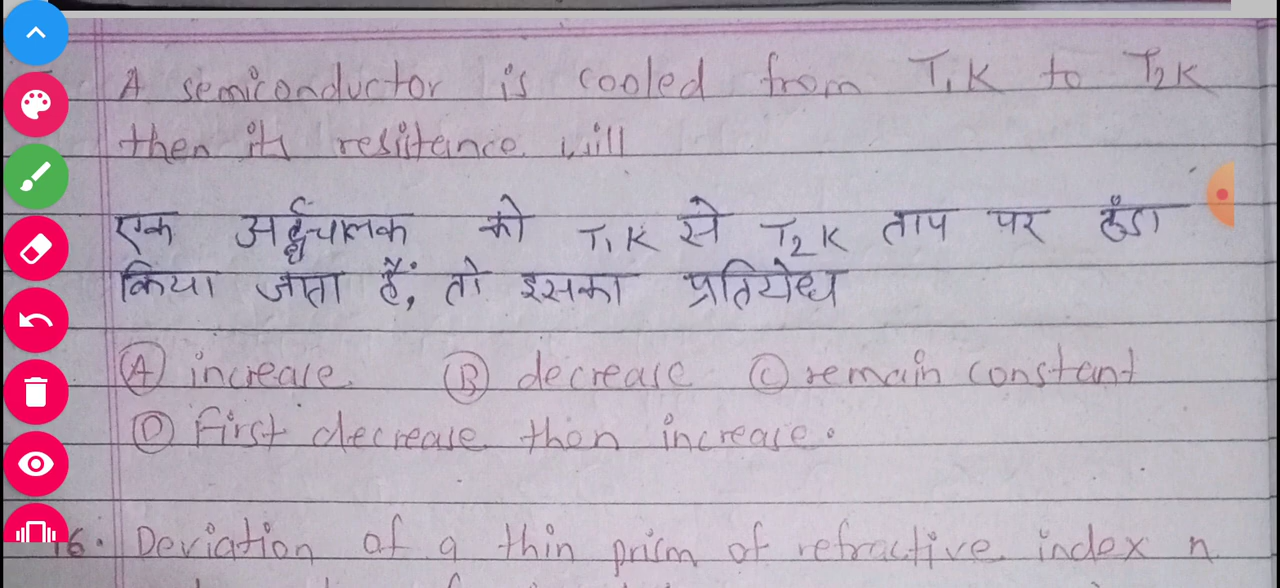 A semiconductor is cooled from T1K to T2K
then its resistance will
एक अर्द्धचालक को T1K से T2K ताप पर ठंडा
किया जाता है, तो इसका प्रतिरोध
(A) increase (B) decrease (C) remain constant
(D) First decrease then increase.
16. Deviation of a thin prism of refractive index n